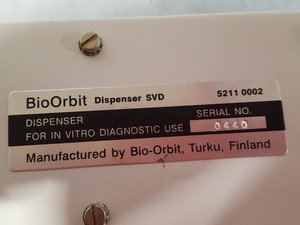 BioOrbit Dispenser SVD 5211 0002
DISPENSER SERIAL NO.
FOR IN VITRO DIAGNOSTIC USE 0440
Manufactured by Bio-Orbit, Turku, Finland